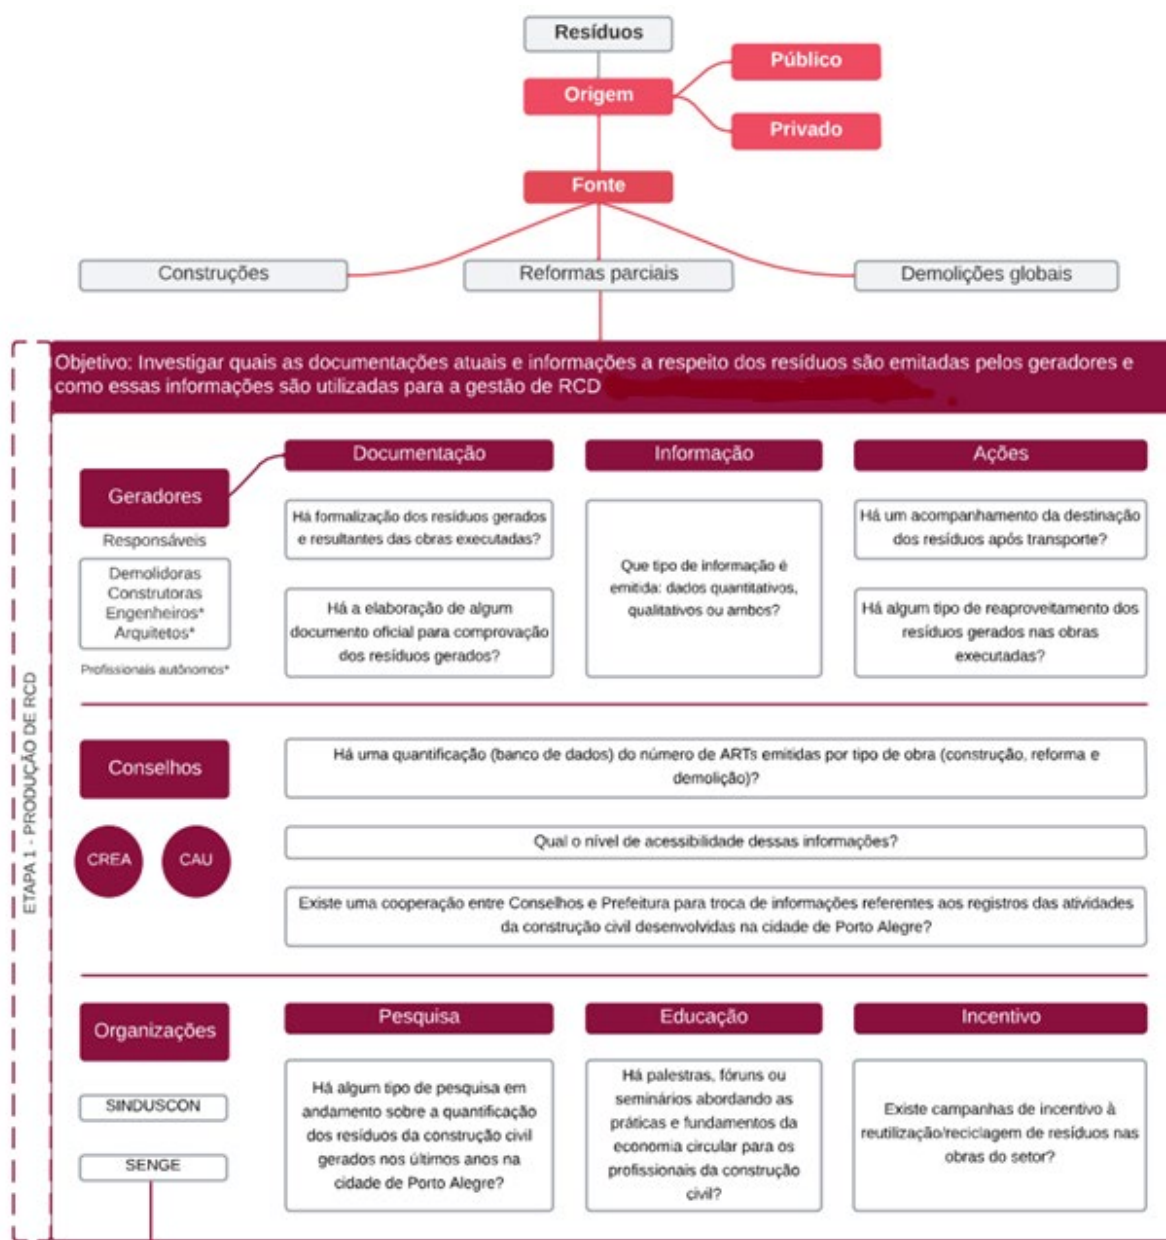 Resíduos
Origem
Público
Privado
Fonte
Construções
Reformas parciais
Demolições globais
ETAPA 1 - PRODUÇÃO DE RCD
Objetivo: Investigar quais as documentações atuais e informações a respeito dos resíduos são emitadas pelos geradores e
como essas informações são utilizadas para a gestão de RCD
Geradores
Responsáveis
Demolidoras
Construtoras
Engenheiros*
Arquitetos*
Profissionais autônomos*
Documentação
Há formalização dos resíduos gerados
e resultantes das obras executadas?
Há a elaboração de algum
documento oficial para comprovação
dos resíduos gerados?
Informação
Que tipo de informação é
emitida: dados quantitativos,
qualitativos ou ambos?
Ações
Há um acompanhamento da destinação
dos resíduos após transporte?
Há algum tipo de reaproveitamento dos
resíduos gerados nas obras
executadas?
Conselhos
CREA
CAU
Há uma quantificação (banco de dados) do número de ARTs emitidas por tipo de obra (construção, reforma e
demolição)?
Qual o nível de acessibilidade dessas informações?
Existe uma cooperação entre Conselhos e Prefeitura para troca de informações referentes aos registros das atividades
da construção civil desenvolvidas na cidade de Porto Alegre?
Organizações
SINDUSCON
SENGE
Pesquisa
Há algum tipo de pesquisa em
andamento sobre a quantificação
dos resíduos da construção civil
gerados nos últimos anos na
cidade de Porto Alegre?
Educação
Há palestras, fóruns ou
seminários abordando as
práticas e fundamentos da
economia circular para os
profissionais da construção
civil?
Incentivo
Existe campanhas de incentivo à
reutilização/reciclagem de resíduos nas
obras do setor?